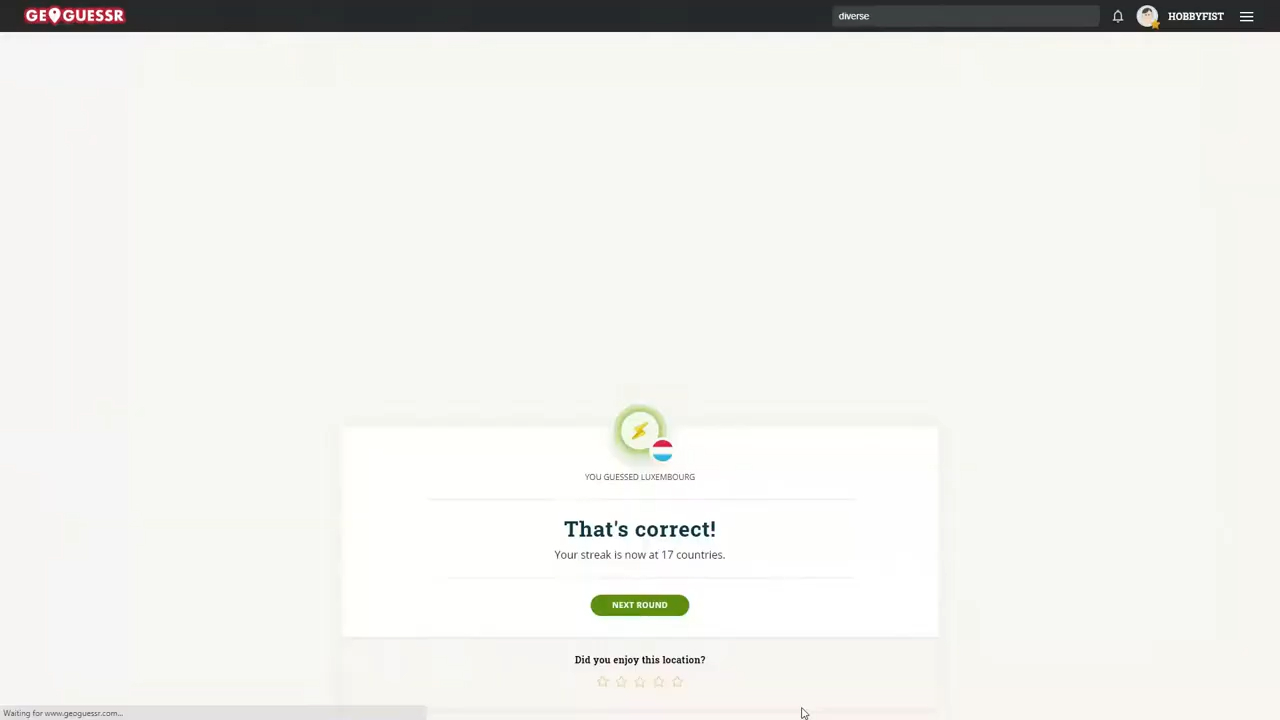 GEOGUESSR
diverse
HOBBYFIST
YOU GUESSED LUXEMBOURG
That's correct!
Your streak is now at 17 countries.
NEXT ROUND
Did you enjoy this location?
Waiting for www.geoguessr.com...